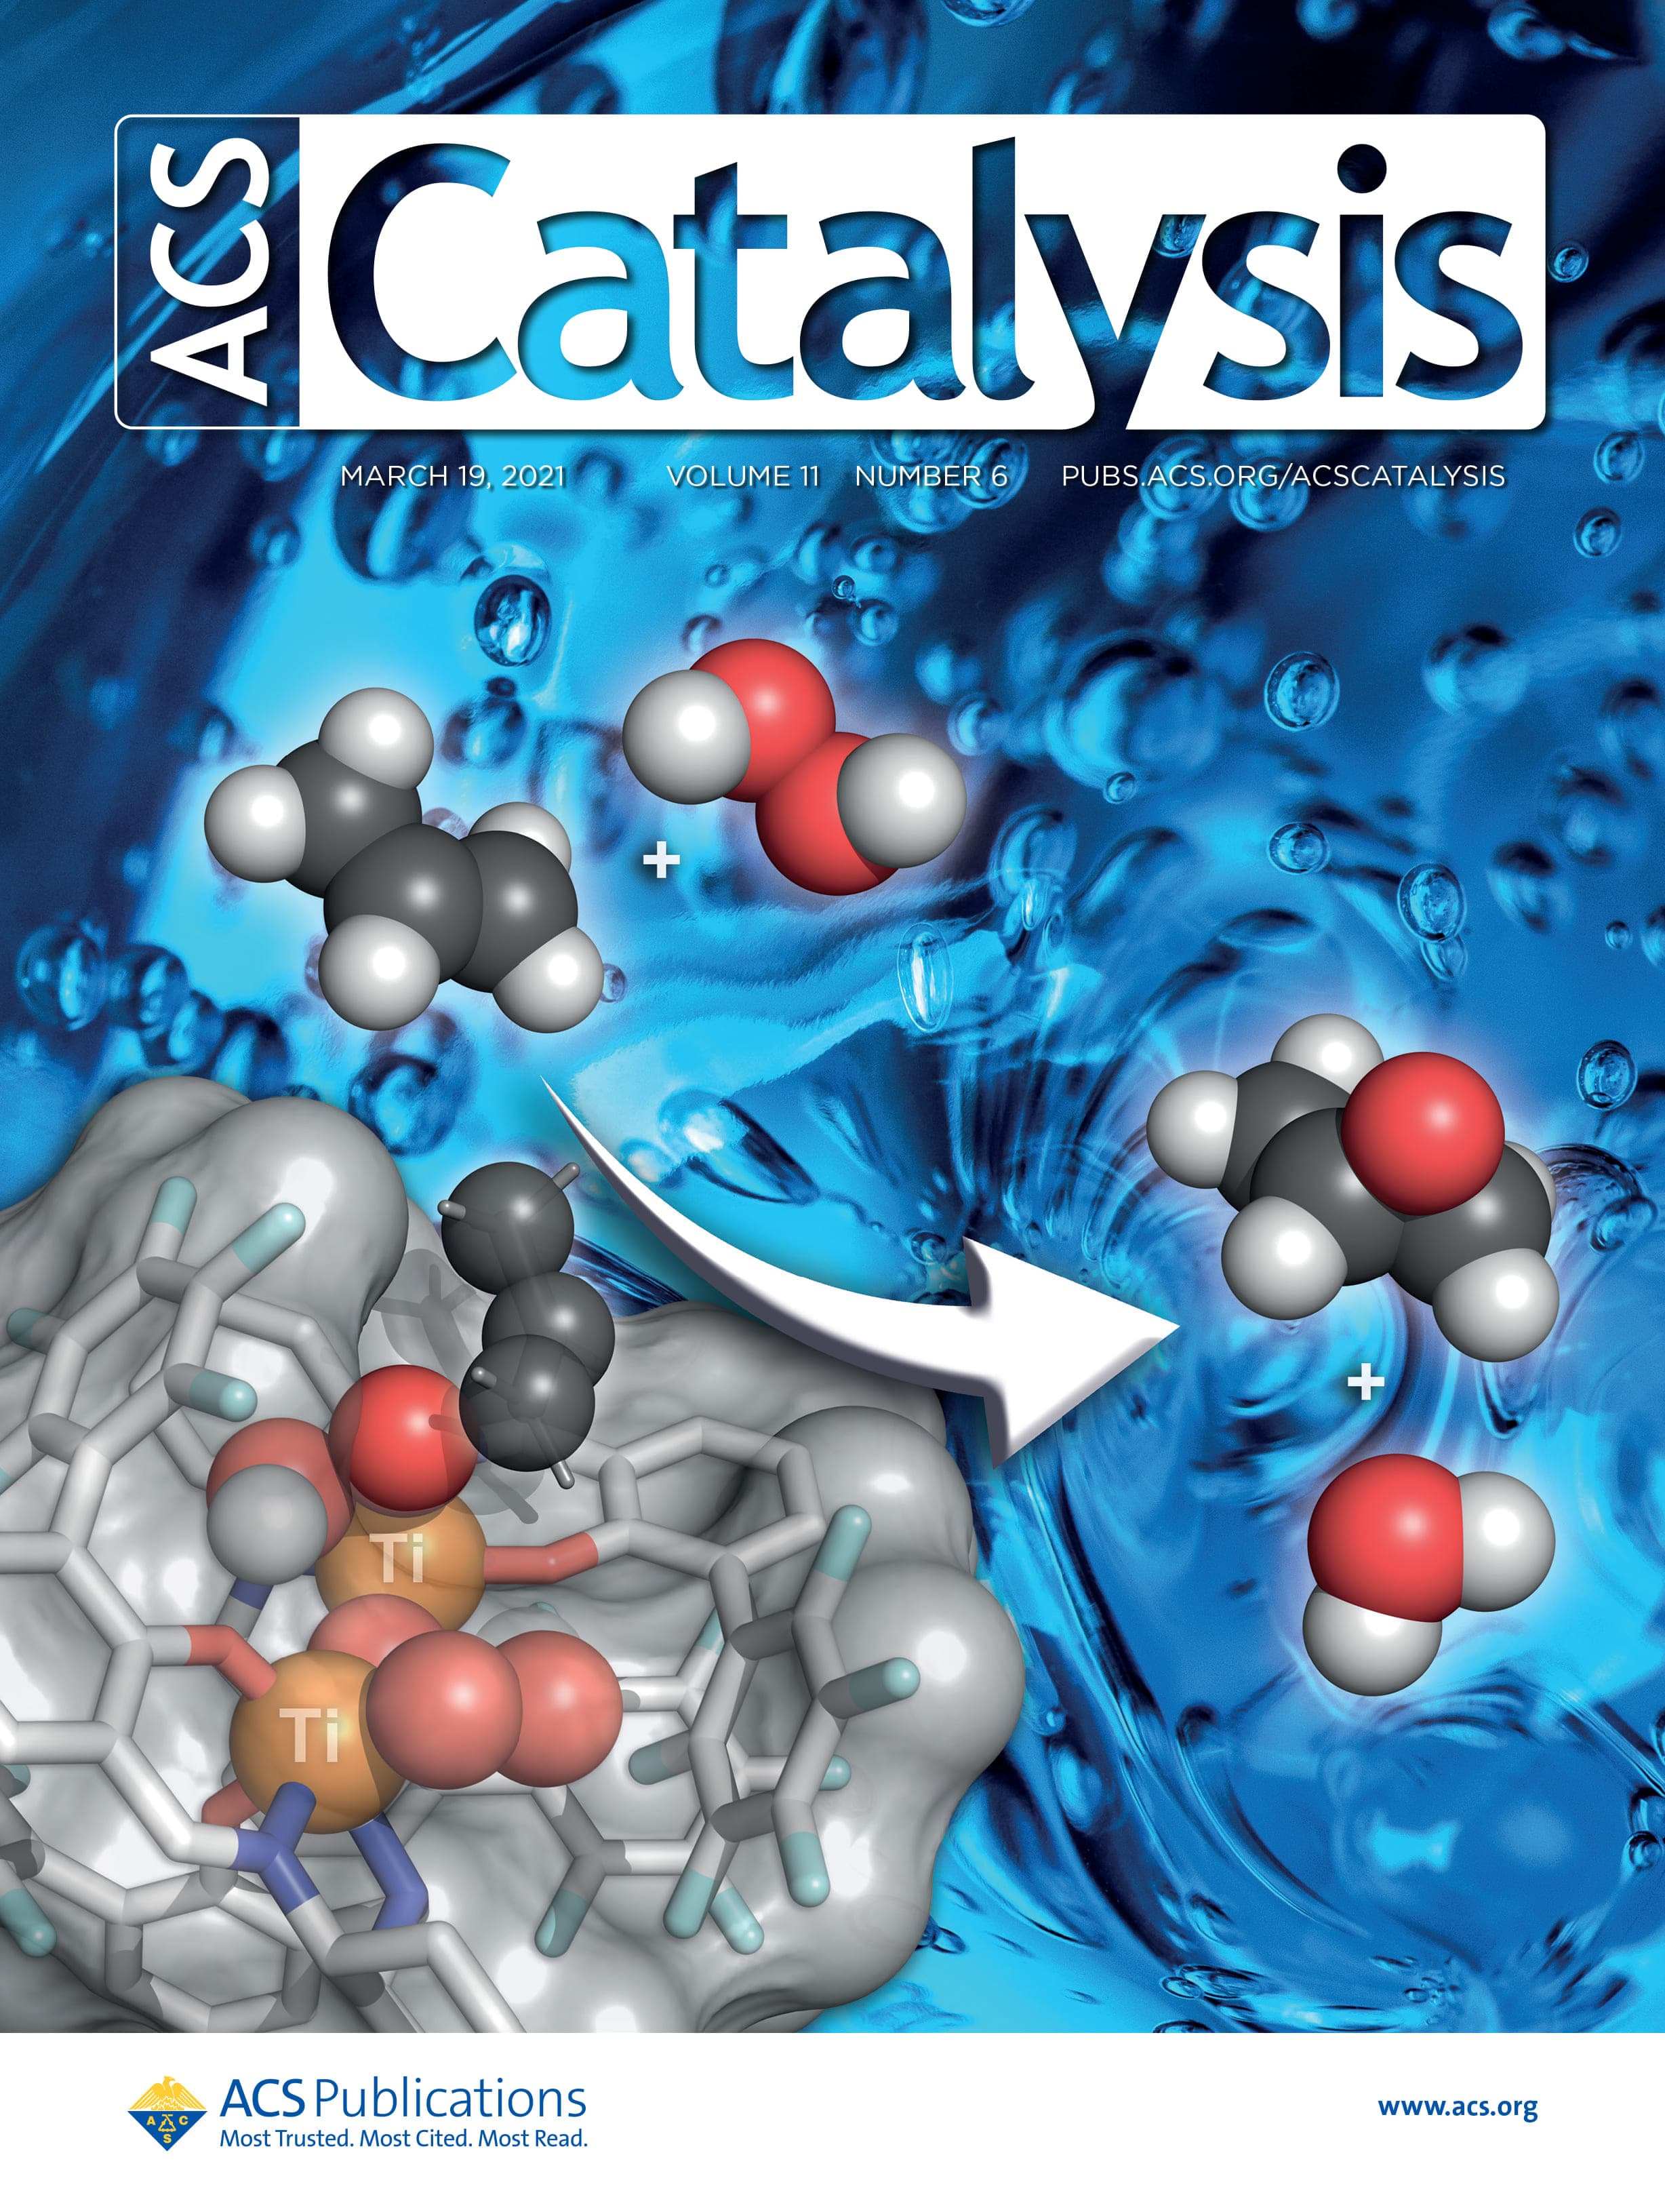 ACS Catalysis
MARCH 19, 2021 VOLUME 11 NUMBER 6 PUBS.ACS.ORG/ACSCATALYSIS
+
+
Ti
Ti
ACS Publications
Most Trusted. Most Cited. Most Read.
A C S
www.acs.org